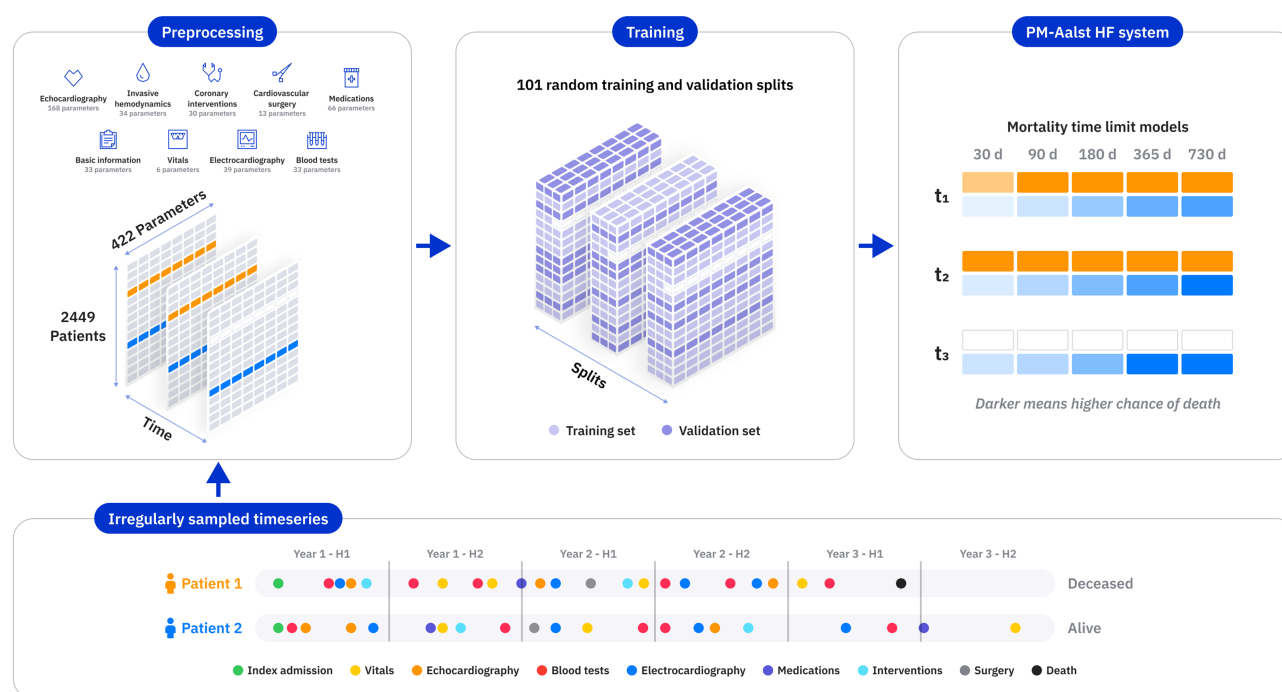 Preprocessing
Echocardiography
168 parameters
Invasive
hemodynamics
34 parameters
Coronary
interventions
30 parameters
Cardiovascular
surgery
13 parameters
Medications
66 parameters
Basic information
33 parameters
Vitals
6 parameters
Electrocardiography
39 parameters
Blood tests
33 parameters
422 Parameters
2449
Patients
Time
Training
101 random training and validation splits
Splits
Training set
Validation set
PM-Aalst HF system
Mortality time limit models
30 d 90 d 180 d 365 d 730 d
t₁
t₂
t₃
Darker means higher chance of death
Irregularly sampled timeseries
Year 1 - H1 Year 1 - H2 Year 2 - H1 Year 2 - H2 Year 3 - H1 Year 3 - H2
Patient 1 Deceased
Patient 2 Alive
Index admission Vitals Echocardiography Blood tests Electrocardiography Medications Interventions Surgery Death